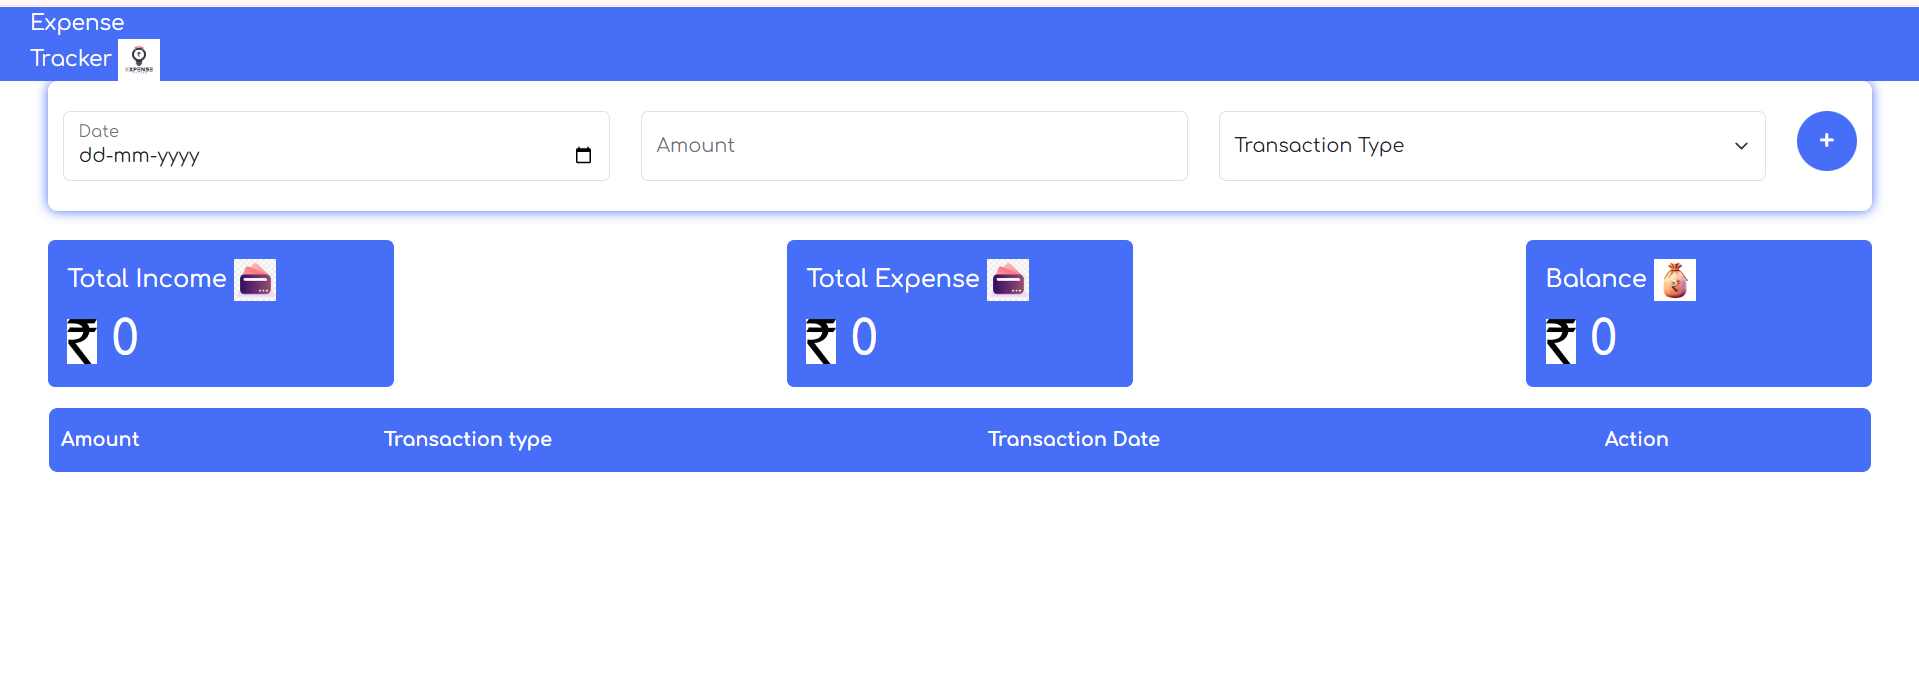 Expense
Tracker EXPENSE
Date
dd-mm-yyyy
Amount
Transaction Type
+
Total Income
₹ 0
Total Expense
₹ 0
Balance
₹ 0
Amount Transaction type Transaction Date Action